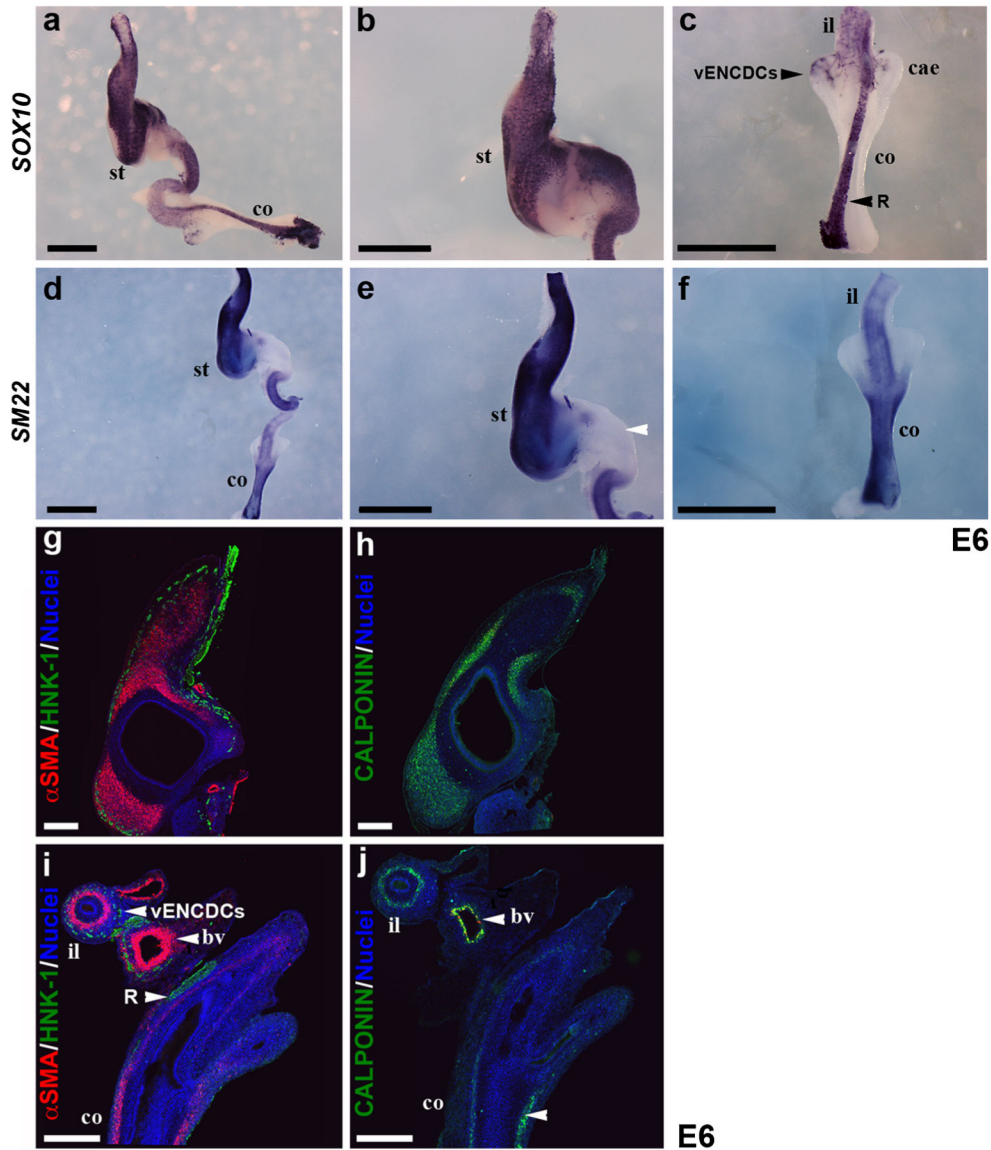 a
b
c
il
vENCDCs
cae
SOX10
st
co
st
co
R
d
e
f
il
SM22
st
st
co
co
E6
g
h
αSMA/HNK-1/Nuclei
CALPONIN/Nuclei
i
j
αSMA/HNK-1/Nuclei
CALPONIN/Nuclei
vENCDCs
il
bv
R
co
il
bv
co
E6